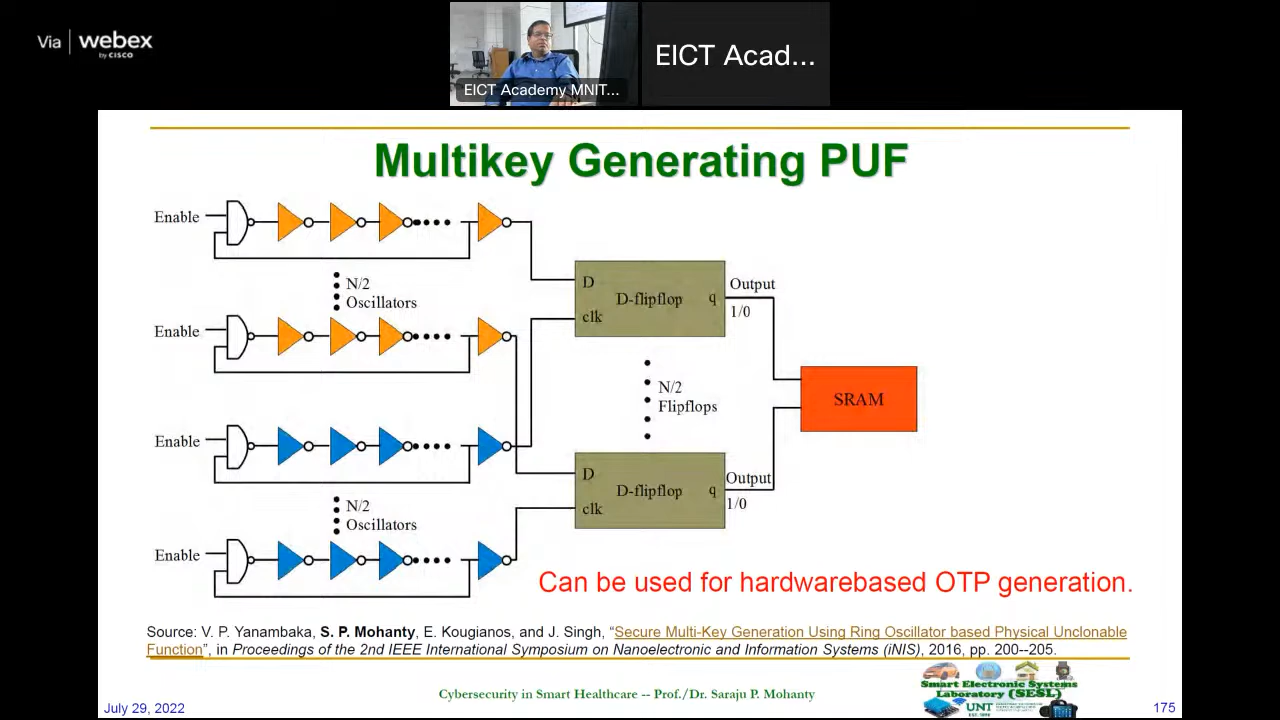 Via webex
by CISCO
EICT Academy MNIT...
EICT Acad...
Multikey Generating PUF
Enable
N/2
Oscillators
Enable
Enable
N/2
Oscillators
Enable
D
D-flipflop
q
clk
Output
1/0
N/2
Flipflops
D
D-flipflop
q
clk
Output
1/0
SRAM
Can be used for hardwarebased OTP generation.
Source: V. P. Yanambaka, S. P. Mohanty, E. Kougianos, and J. Singh, “Secure Multi-Key Generation Using Ring Oscillator based Physical Unclonable
Function”, in Proceedings of the 2nd IEEE International Symposium on Nanoelectronic and Information Systems (iNIS), 2016, pp. 200--205.
July 29, 2022
Cybersecurity in Smart Healthcare -- Prof./Dr. Saraju P. Mohanty
Smart Electronic Systems
Laboratory (SESL)
UNT
EST. 1890
175